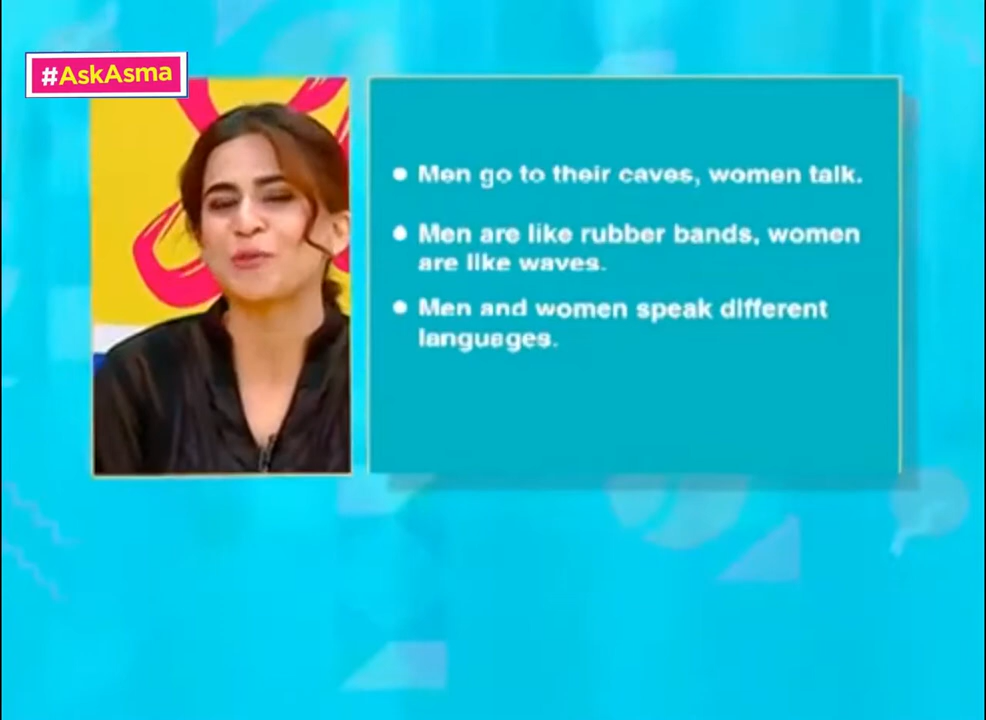 #AskAsma
Men go to their caves, women talk.
Men are like rubber bands, women
are like waves.
Men and women speak different
languages.